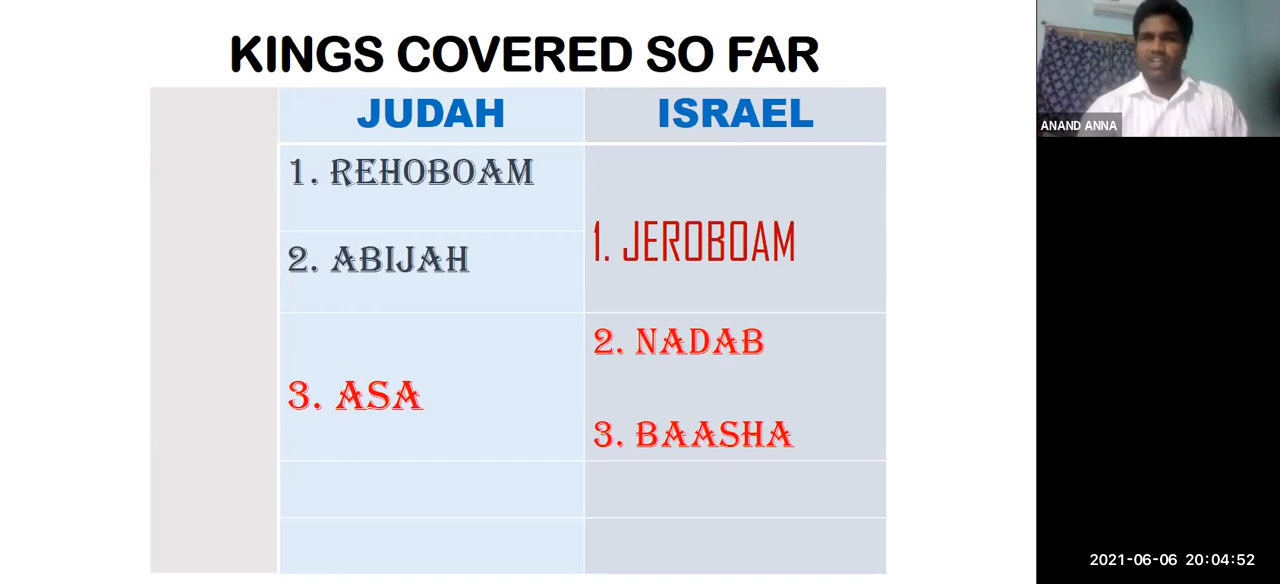 KINGS COVERED SO FAR
JUDAH
ISRAEL
1. REHOBOAM
1. JEROBOAM
2. ABIJAH
2. NADAB
3. ASA
3. BAASHA
ANAND ANNA
2021-06-06 20:04:52